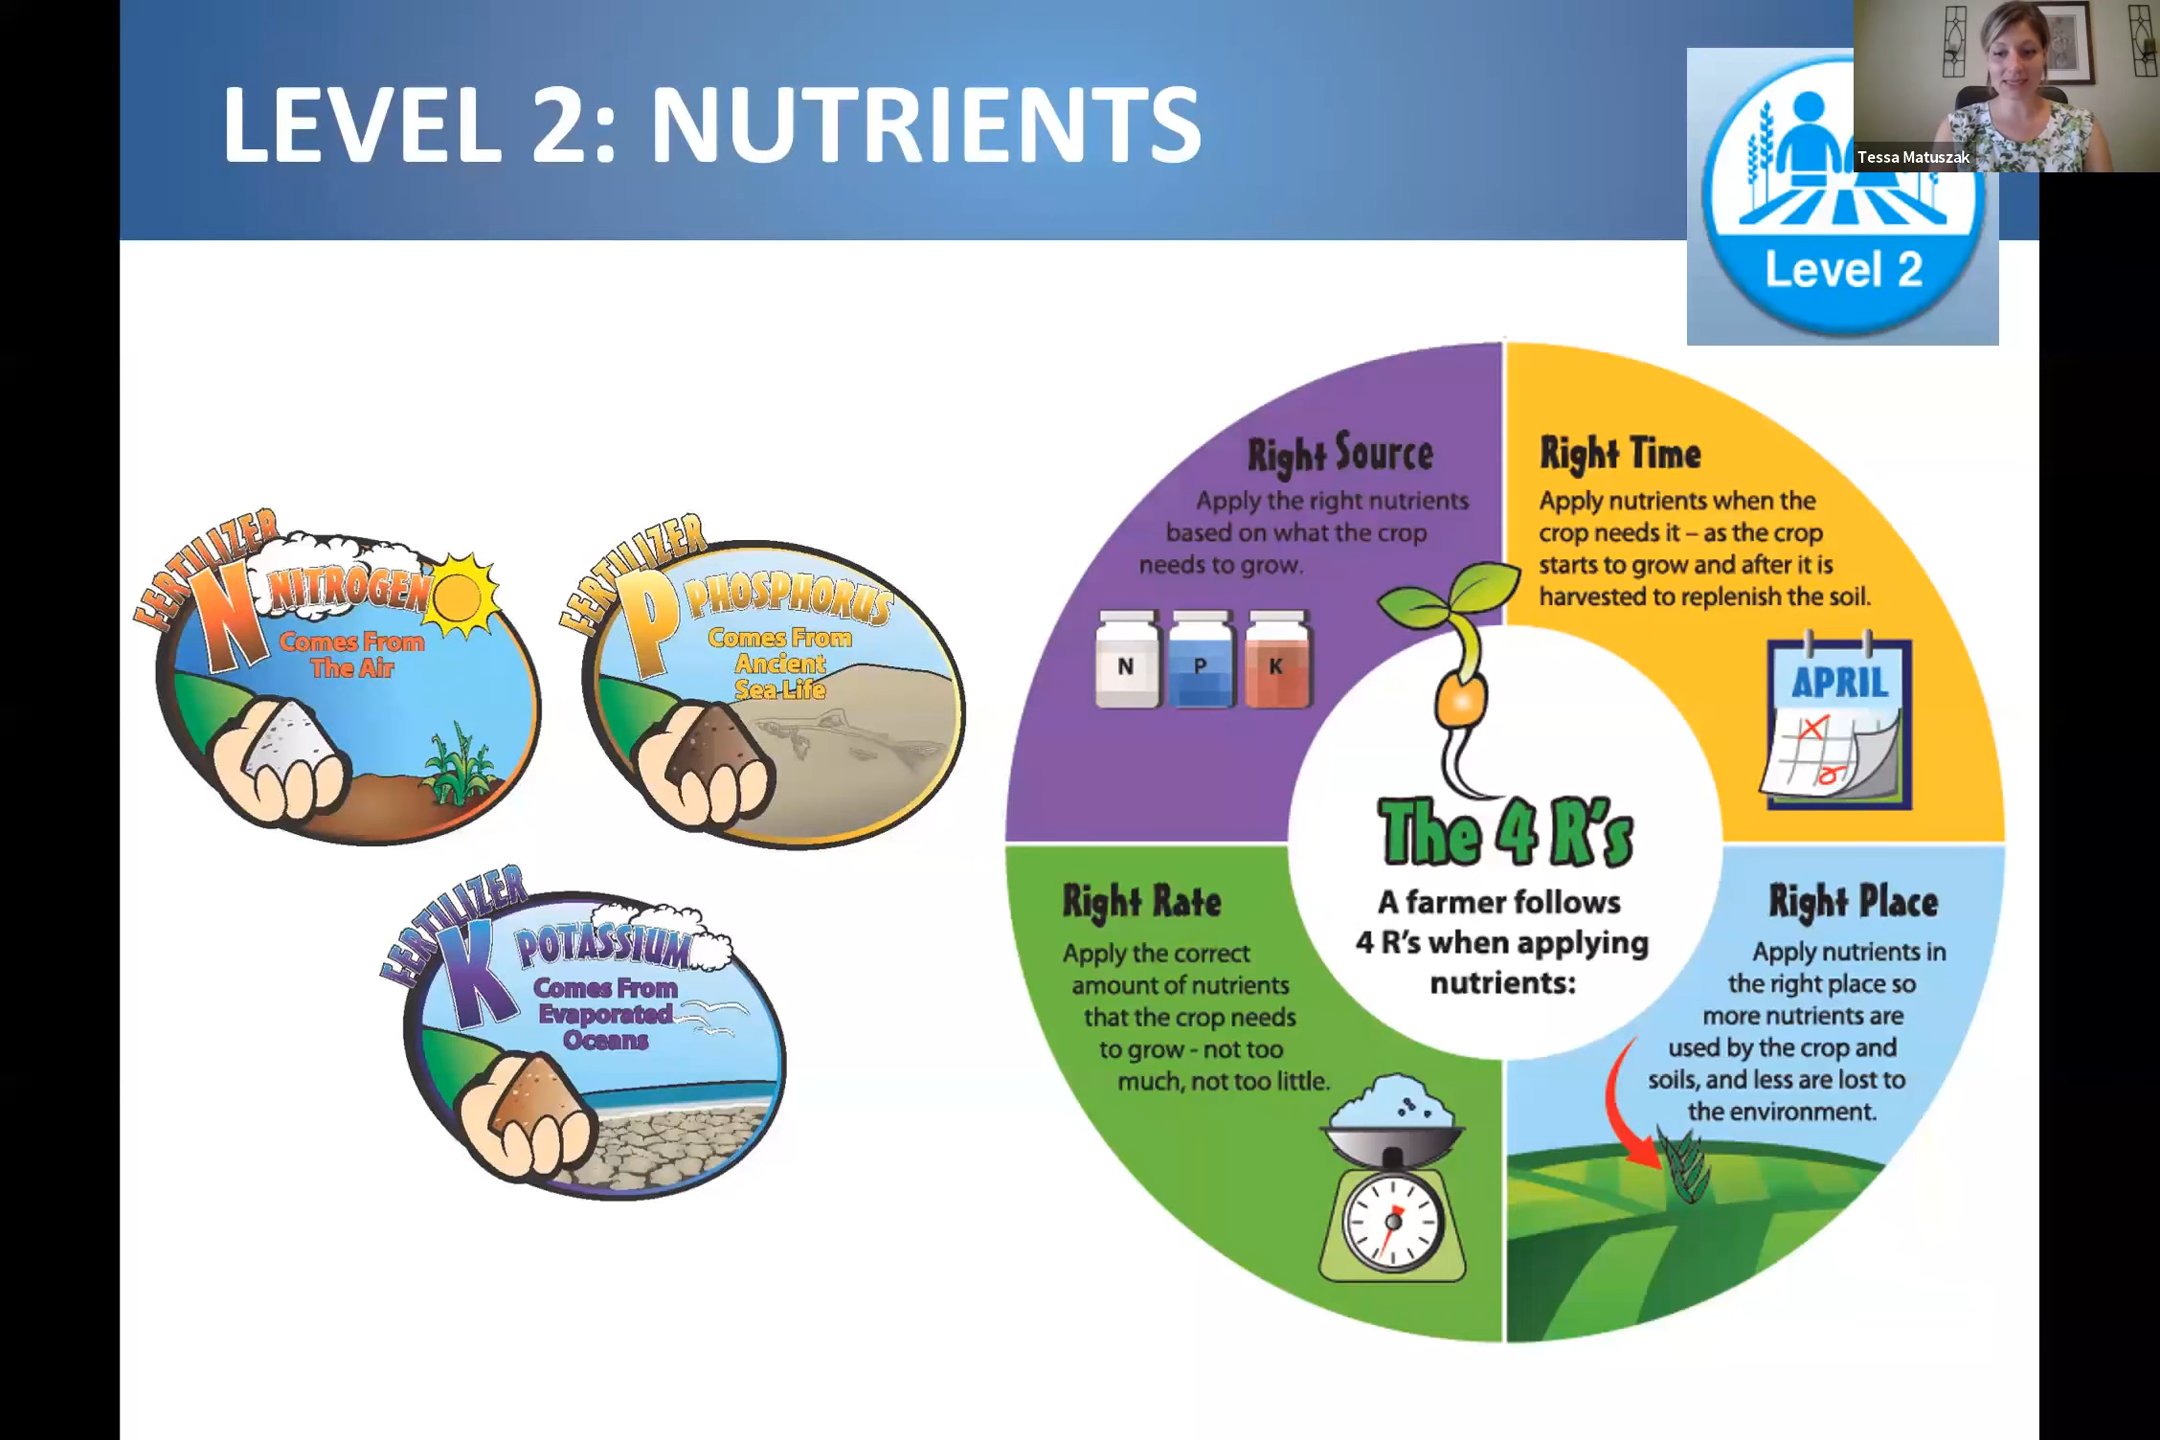 LEVEL 2: NUTRIENTS
Tessa Matuszak
Level 2
FERTILIZER
N NITROGEN
Comes From
The Air
FERTILIZER
P PHOSPHORUS
Comes From
Ancient
Sea Life
FERTILIZER
K POTASSIUM
Comes From
Evaporated
Oceans
Right Source
Apply the right nutrients
based on what the crop
needs to grow.
N P K
Right Time
Apply nutrients when the
crop needs it – as the crop
starts to grow and after it is
harvested to replenish the soil.
APRIL
The 4 R's
A farmer follows
4 R's when applying
nutrients:
Right Rate
Apply the correct
amount of nutrients
that the crop needs
to grow - not too
much, not too little.
Right Place
Apply nutrients in
the right place so
more nutrients are
used by the crop and
soils, and less are lost to
the environment.